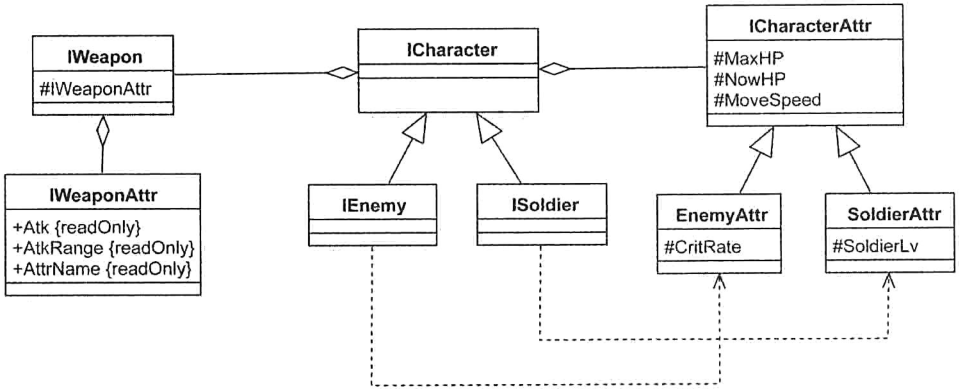 IWeapon
#IWeaponAttr
ICharacter
ICharacterAttr
#MaxHP
#NowHP
#MoveSpeed
IWeaponAttr
+Atk {readOnly}
+AtkRange {readOnly}
+AttrName {readOnly}
IEnemy
ISoldier
EnemyAttr
#CritRate
SoldierAttr
#SoldierLv